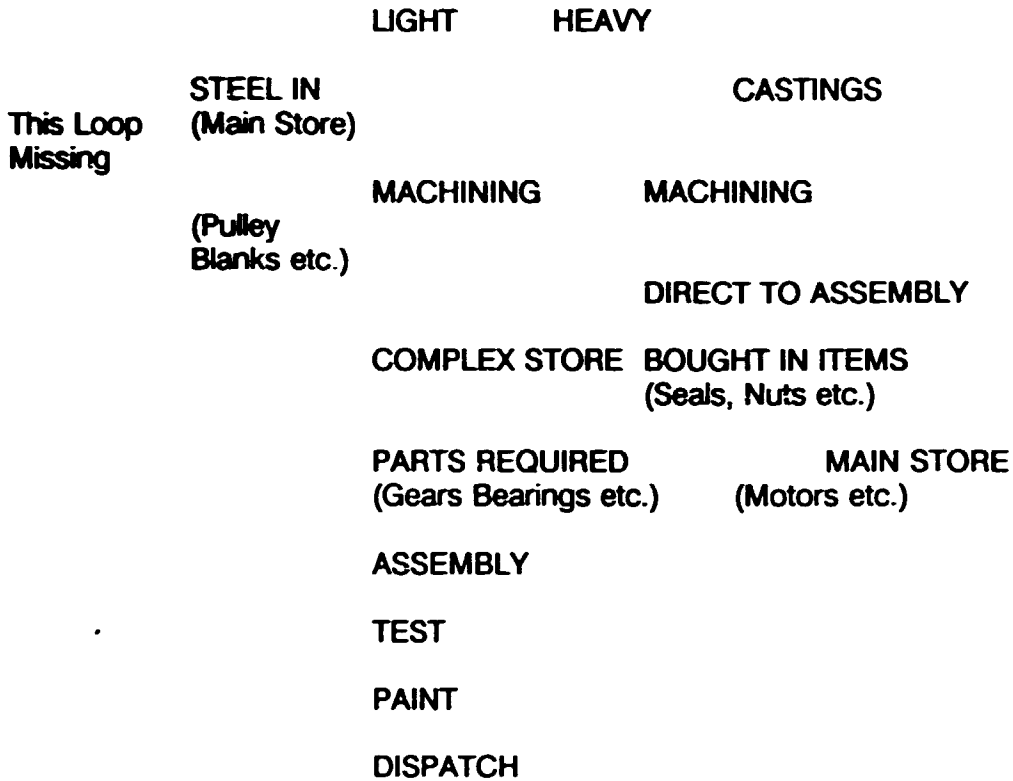 LIGHT HEAVY
STEEL IN CASTINGS
This Loop (Main Store)
Missing
MACHINING MACHINING
(Pulley
Blanks etc.)
DIRECT TO ASSEMBLY
COMPLEX STORE BOUGHT IN ITEMS
(Seals, Nuts etc.)
PARTS REQUIRED MAIN STORE
(Gears Bearings etc.) (Motors etc.)
ASSEMBLY
TEST
PAINT
DISPATCH